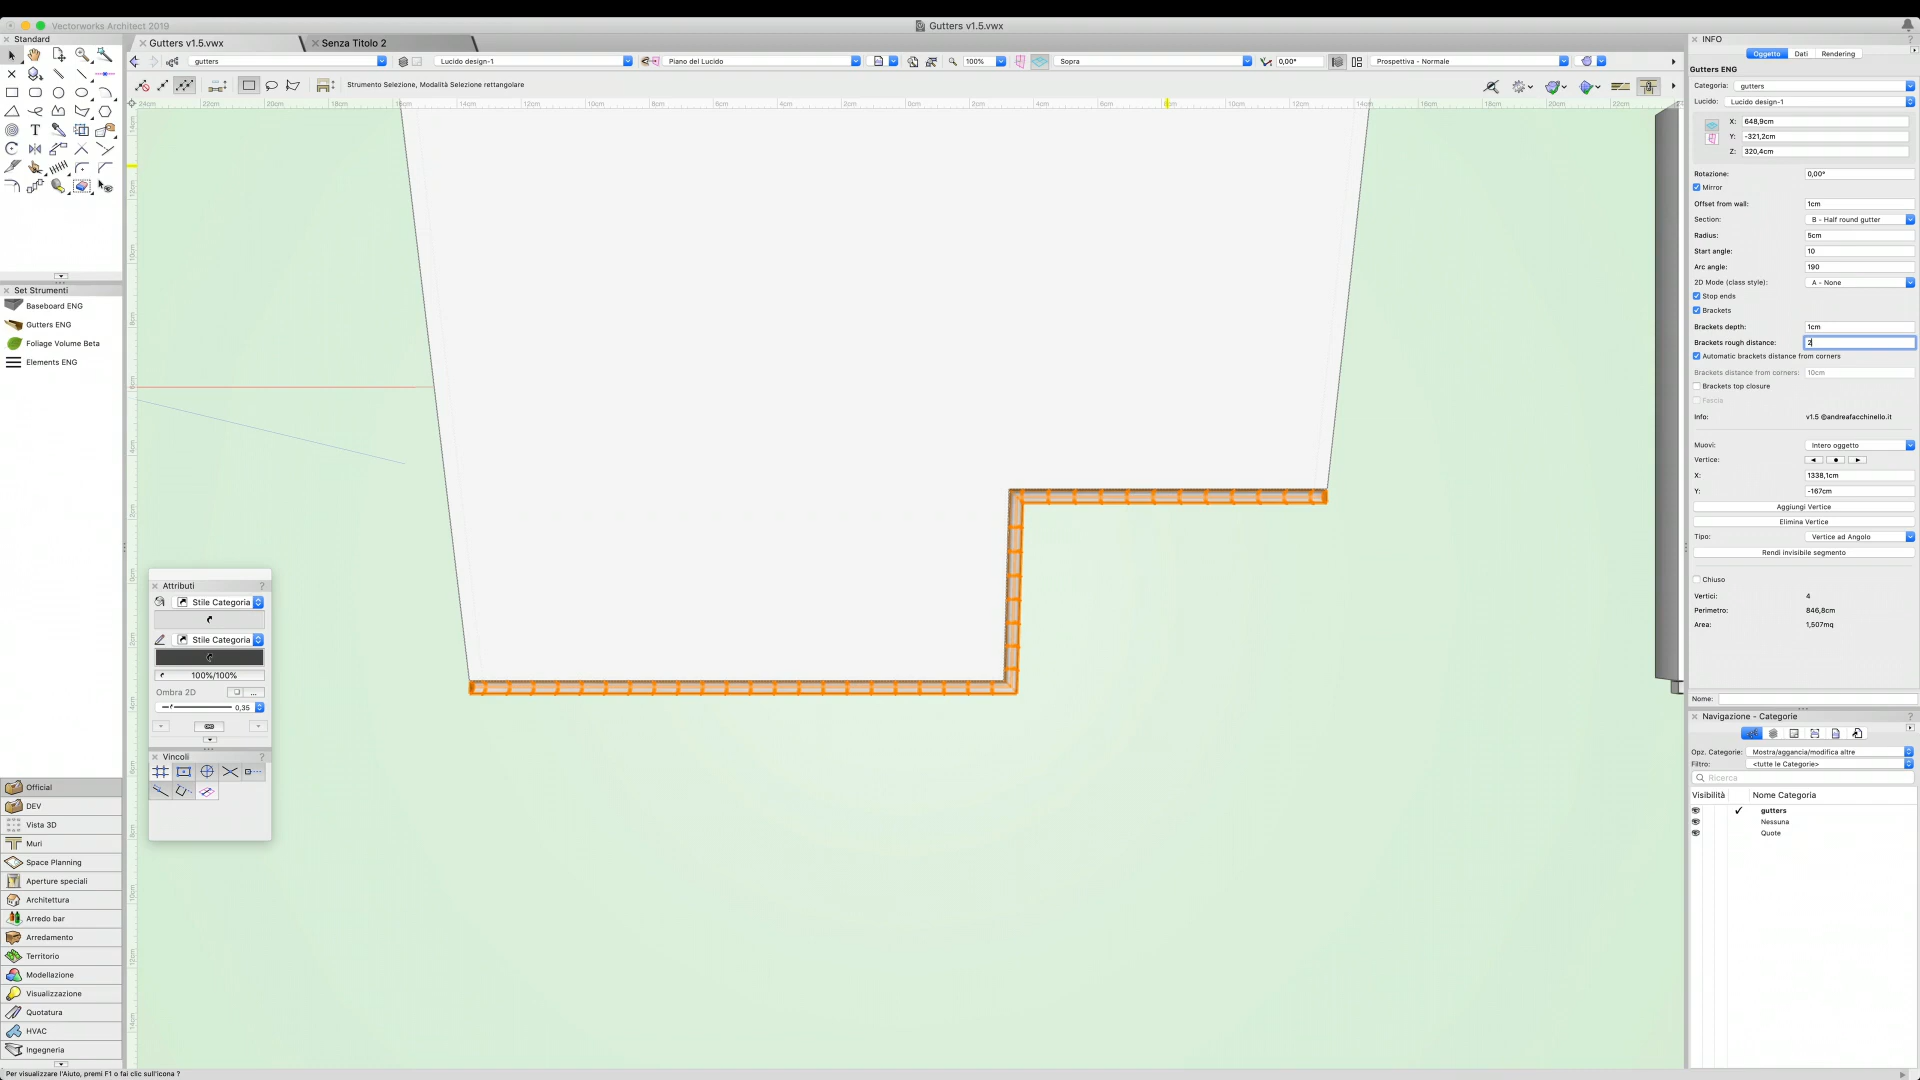 Vectorworks Architect 2019
Gutters v1.5.vwx
Standard
Gutters v1.5.vwx
Senza Titolo 2
INFO
gutters
Lucido design-1
Piano del Lucido
100%
Sopra
0,00°
Prospettiva - Normale
Strumento Selezione, Modalità Selezione rettangolare
Oggetto
Dati
Rendering
Gutters ENG
Categoria:
gutters
Lucido:
Lucido design-1
X:
648,9cm
Y:
-321,2cm
Z:
320,4cm
Rotazione:
0,00°
Mirror
Offset from wall:
1cm
Section:
B - Half round gutter
Radius:
5cm
Start angle:
10
Arc angle:
190
2D Mode (class style):
A - None
Stop ends
Brackets
Brackets depth:
1cm
Brackets rough distance:
2
Automatic brackets distance from corners
Brackets distance from corners:
10cm
Brackets top closure
Fascia
Info:
v1.5 ©andreafacchinello.it
Muovi:
Intero oggetto
Vertice:
X:
1338,1cm
Y:
-167cm
Aggiungi Vertice
Elimina Vertice
Tipo:
Vertice ad Angolo
Rendi invisibile segmento
Chiuso
Vertici:
4
Perimetro:
846,8cm
Area:
1,507mq
Nome:
Navigazione - Categorie
Opz. Categorie:
Mostra/aggancia/modifica altre
Filtro:
<tutte le Categorie>
Ricerca
Visibilità
Nome Categoria
gutters
Nessuna
Quote
Set Strumenti
Baseboard ENG
Gutters ENG
Foliage Volume Beta
Elements ENG
Attributi
Stile Categoria
Stile Categoria
100%/100%
Ombra 2D
...
0,35
Vincoli
Official
DEV
Vista 3D
Muri
Space Planning
Aperture speciali
Architettura
Arredo bar
Arredamento
Territorio
Modellazione
Visualizzazione
Quotatura
HVAC
Ingegneria
Per visualizzare l'Aiuto, premi F1 o fai clic sull'icona ?